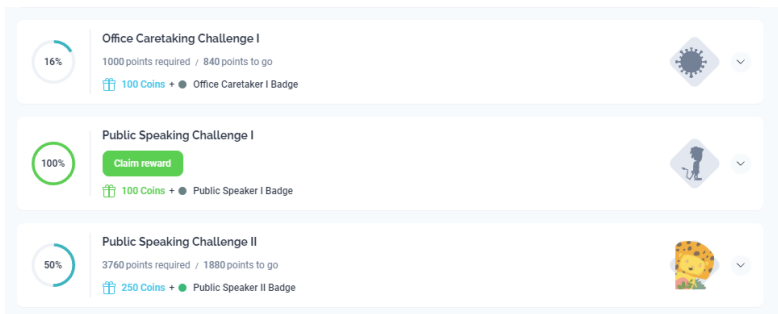 Office Caretaking Challenge I
16%
1000 points required / 840 points to go
100 Coins + Office Caretaker I Badge
Public Speaking Challenge I
100%
Claim reward
100 Coins + Public Speaker I Badge
Public Speaking Challenge II
50%
3760 points required / 1880 points to go
250 Coins + Public Speaker II Badge